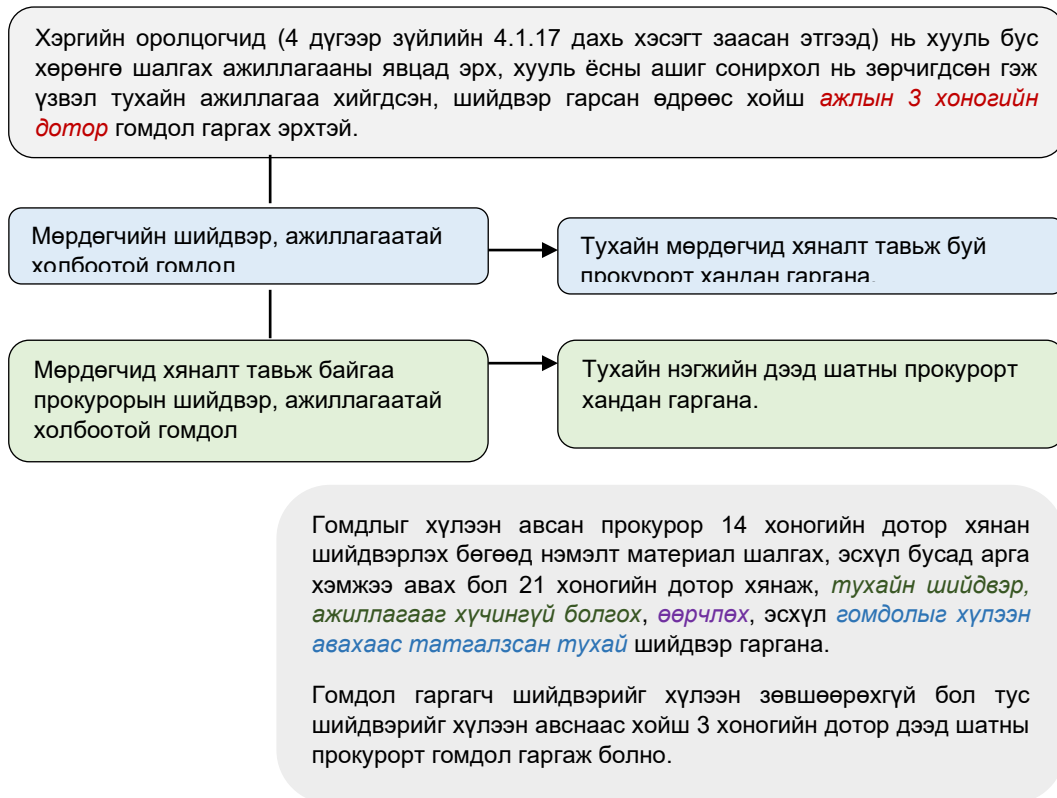 Хэргийн оролцогчид (4 дүгээр зүйлийн 4.1.17 дахь хэсэгт заасан этгээд) нь хууль бус
хөрөнгө шалгах ажиллагааны явцад эрх, хууль ёсны ашиг сонирхол нь зөрчигдсөн гэж
үзвэл тухайн ажиллагаа хийгдсэн, шийдвэр гарсан өдрөөс хойш ажлын 3 хоногийн
дотор гомдол гаргах эрхтэй.
Мөрдөгчийн шийдвэр, ажиллагаатай
холбоотой гомдол
Тухайн мөрдөгчид хяналт тавьж буй
прокурорт хандан гаргана.
Мөрдөгчид хяналт тавьж байгаа
прокурорын шийдвэр, ажиллагаатай
холбоотой гомдол
Тухайн нэгжийн дээд шатны прокурорт
хандан гаргана.
Гомдлыг хүлээн авсан прокурор 14 хоногийн дотор хянан
шийдвэрлэх бөгөөд нэмэлт материал шалгах, эсхүл бусад арга
хэмжээ авах бол 21 хоногийн дотор хянаж, тухайн шийдвэр,
ажиллагааг хүчингүй болгох, өөрчлөх, эсхүл гомдолыг хүлээн
авахаас татгалзсан тухай шийдвэр гаргана.
Гомдол гаргагч шийдвэрийг хүлээн зөвшөөрөхгүй бол тус
шийдвэрийг хүлээн авснаас хойш 3 хоногийн дотор дээд шатны
прокурорт гомдол гаргаж болно.